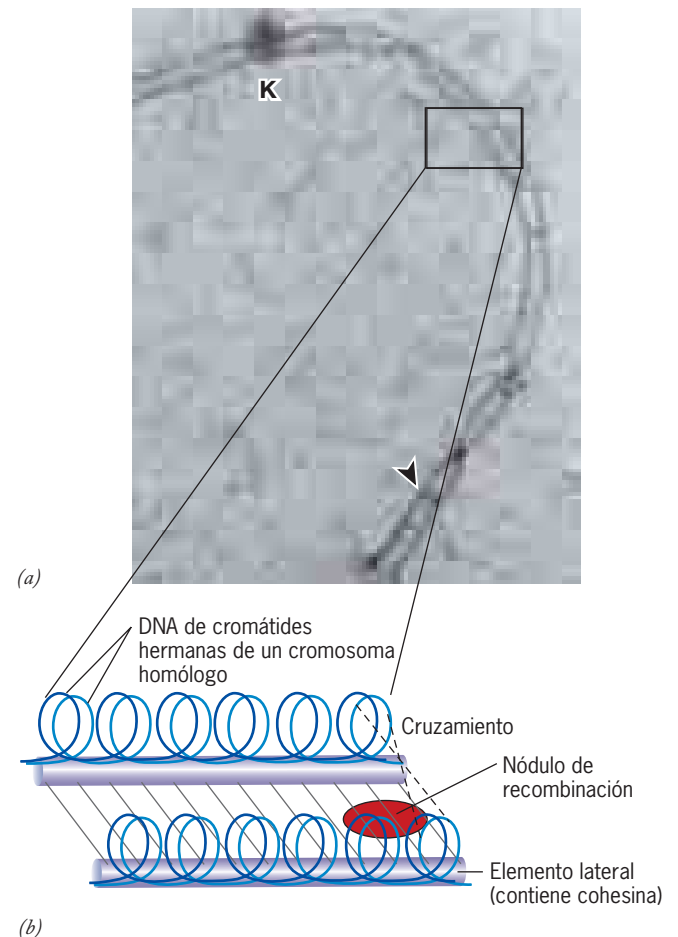 K
(a)
DNA de cromátides
hermanas de un cromosoma
homólogo
Cruzamiento
Nódulo de
recombinación
Elemento lateral
(contiene cohesina)
(b)